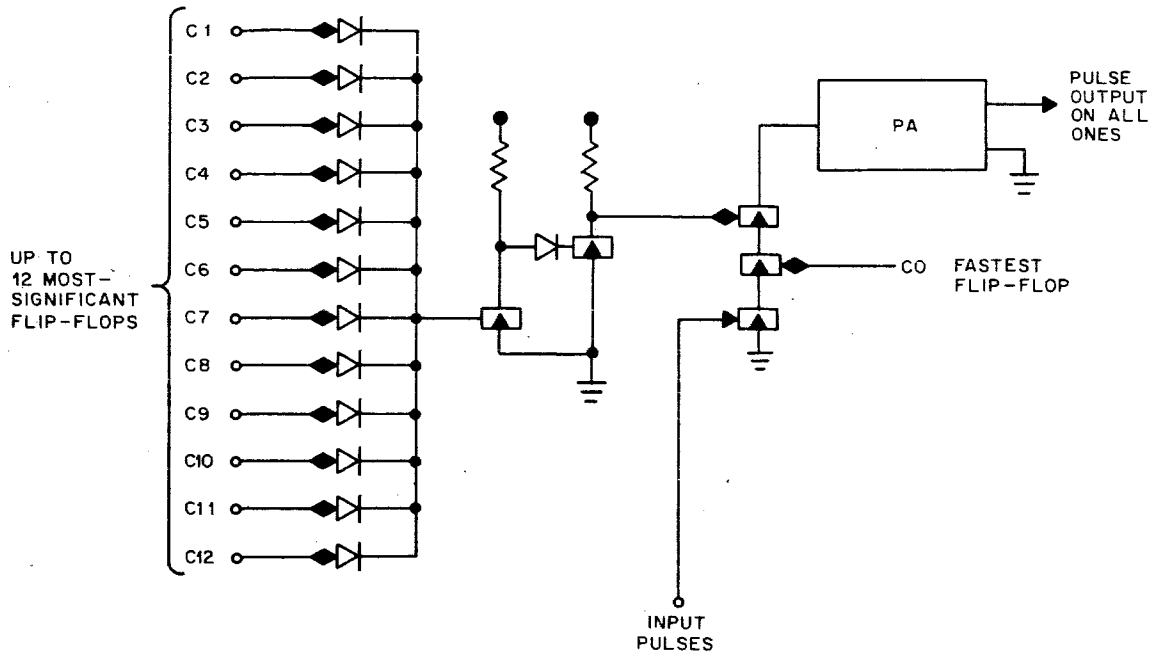 C1
C2
C3
C4
C5
C6
C7
C8
C9
C10
C11
C12
UP TO
12 MOST-
SIGNIFICANT
FLIP-FLOPS
PA
PULSE
OUTPUT
ON ALL
ONES
CO
FASTEST
FLIP-FLOP
INPUT
PULSES